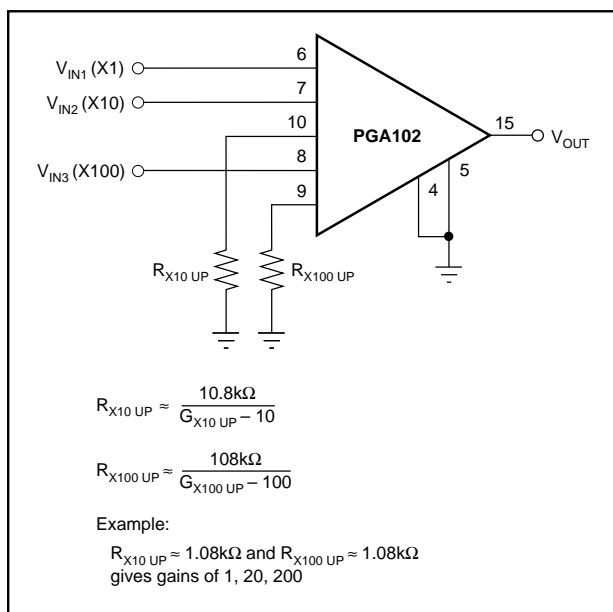 V_IN1 (X1)
6
V_IN2 (X10)
7
10
PGA102
15
V_OUT
V_IN3 (X100)
8
9
4
5
R_X10 UP
R_X100 UP
R_X10 UP ≈ 10.8kΩ / G_X10 UP – 10
R_X100 UP ≈ 108kΩ / G_X100 UP – 100
Example:
R_X10 UP ≈ 1.08kΩ and R_X100 UP ≈ 1.08kΩ
gives gains of 1, 20, 200